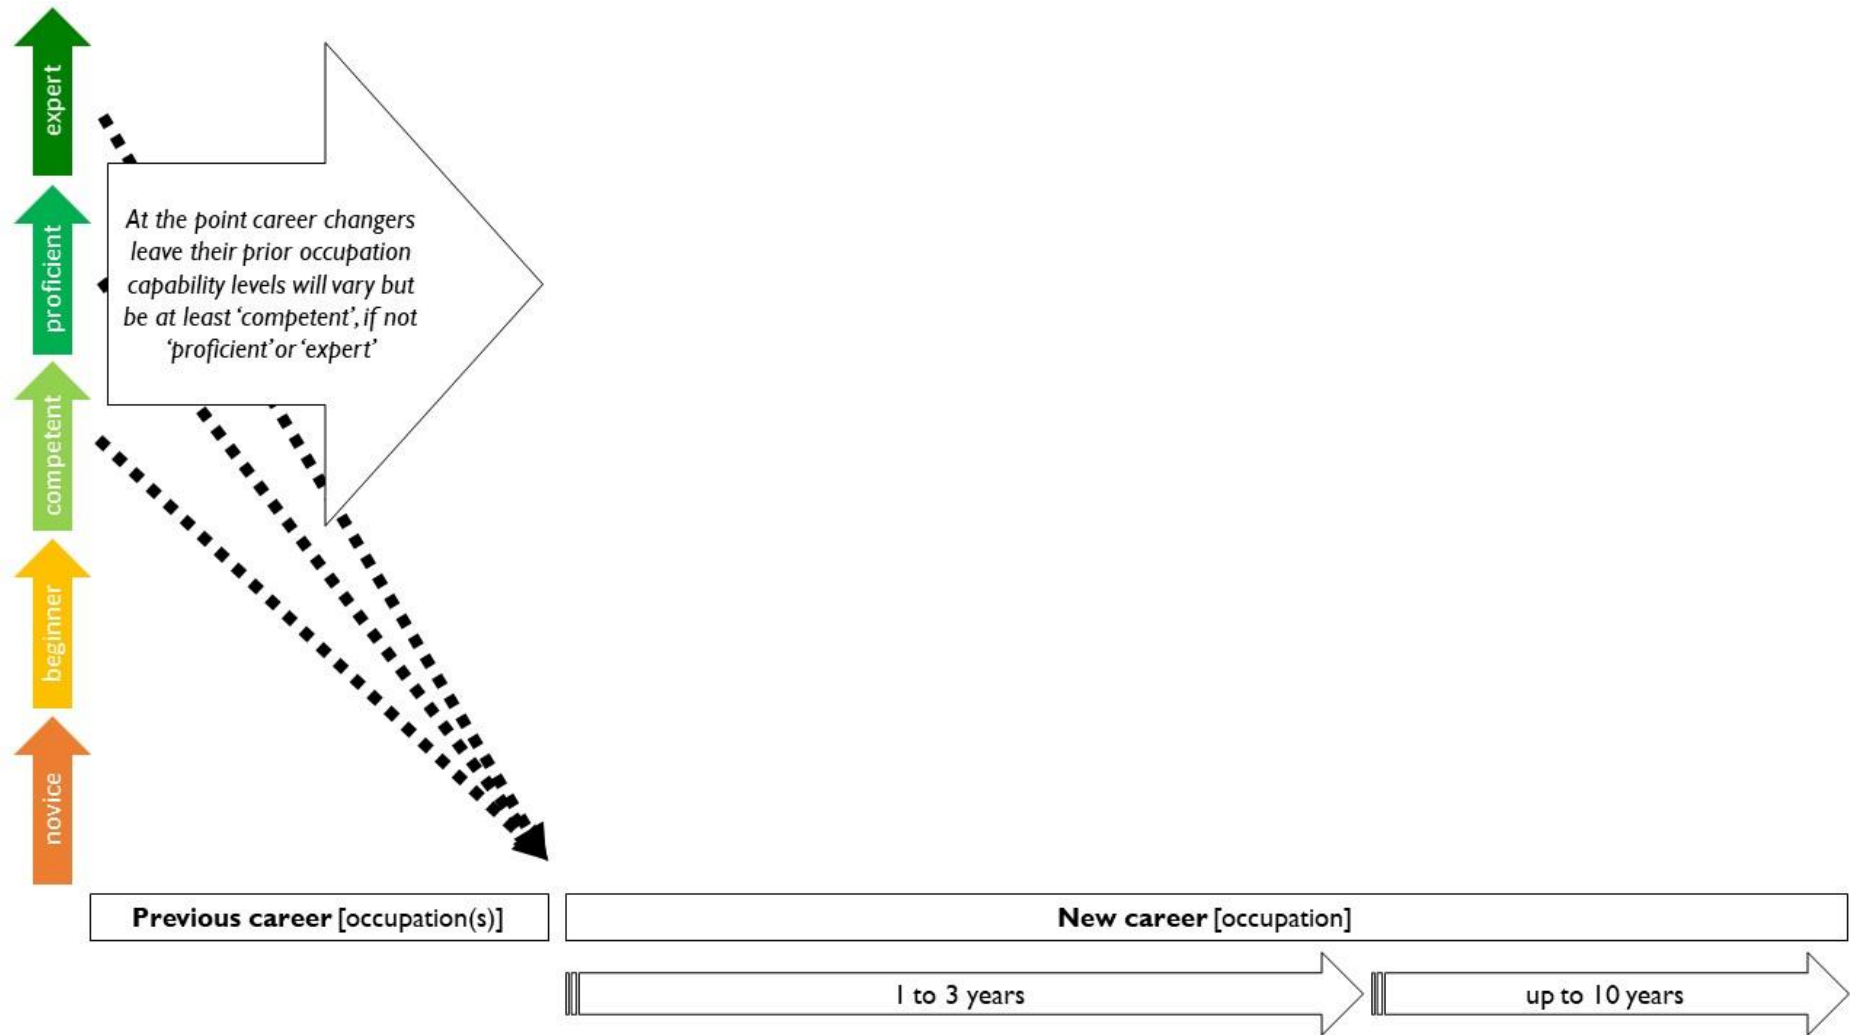 expert
proficient
competent
beginner
novice
At the point career changers
leave their prior occupation
capability levels will vary but
be at least ‘competent’, if not
‘proficient’ or ‘expert’
Previous career [occupation(s)]
New career [occupation]
1 to 3 years
up to 10 years